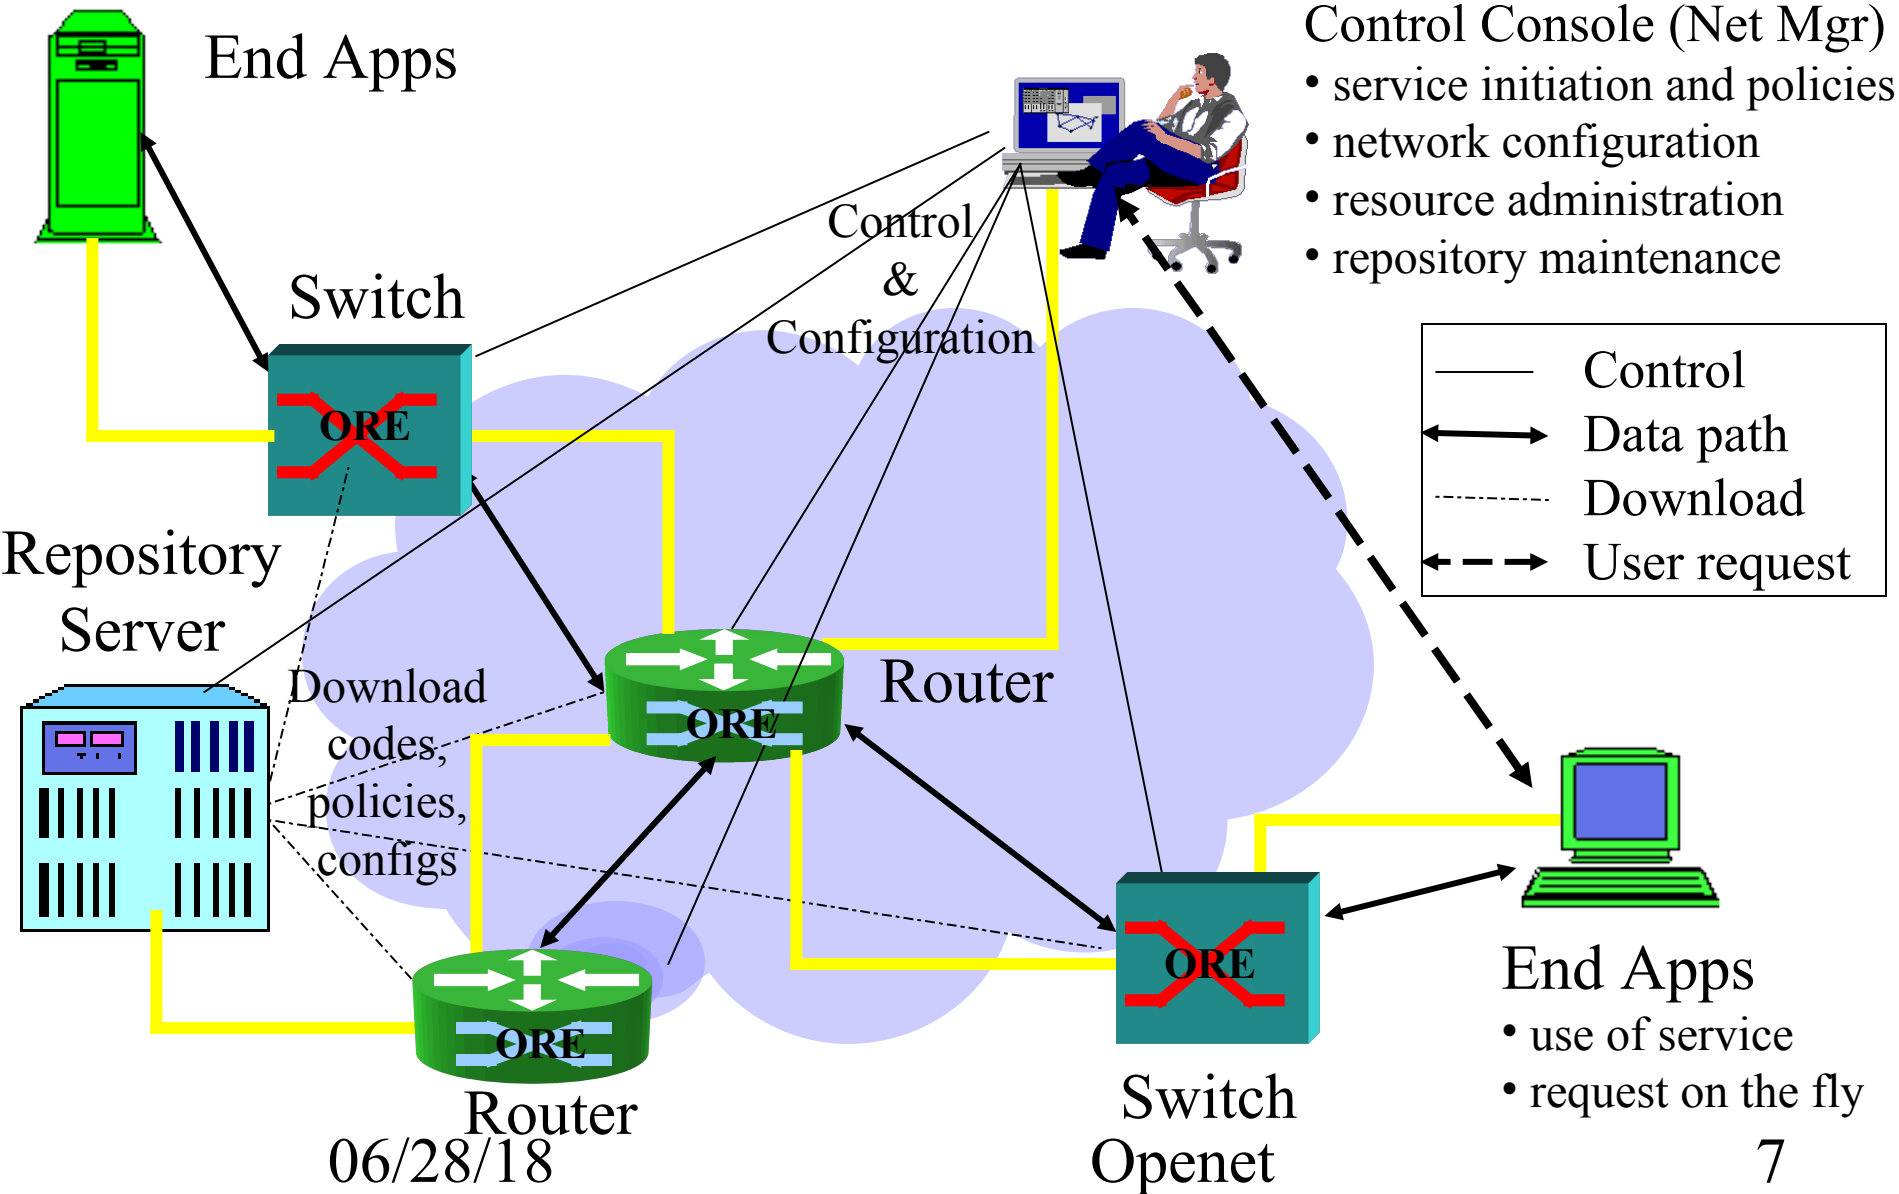 End Apps
Control Console (Net Mgr)
• service initiation and policies
• network configuration
• resource administration
• repository maintenance
Switch
Control
&
Configuration
ORE
Control
Data path
Download
User request
Repository
Server
Download
codes,
policies,
configs
Router
ORE
ORE
Router
ORE
Switch
End Apps
• use of service
• request on the fly
06/28/18
Openet
7